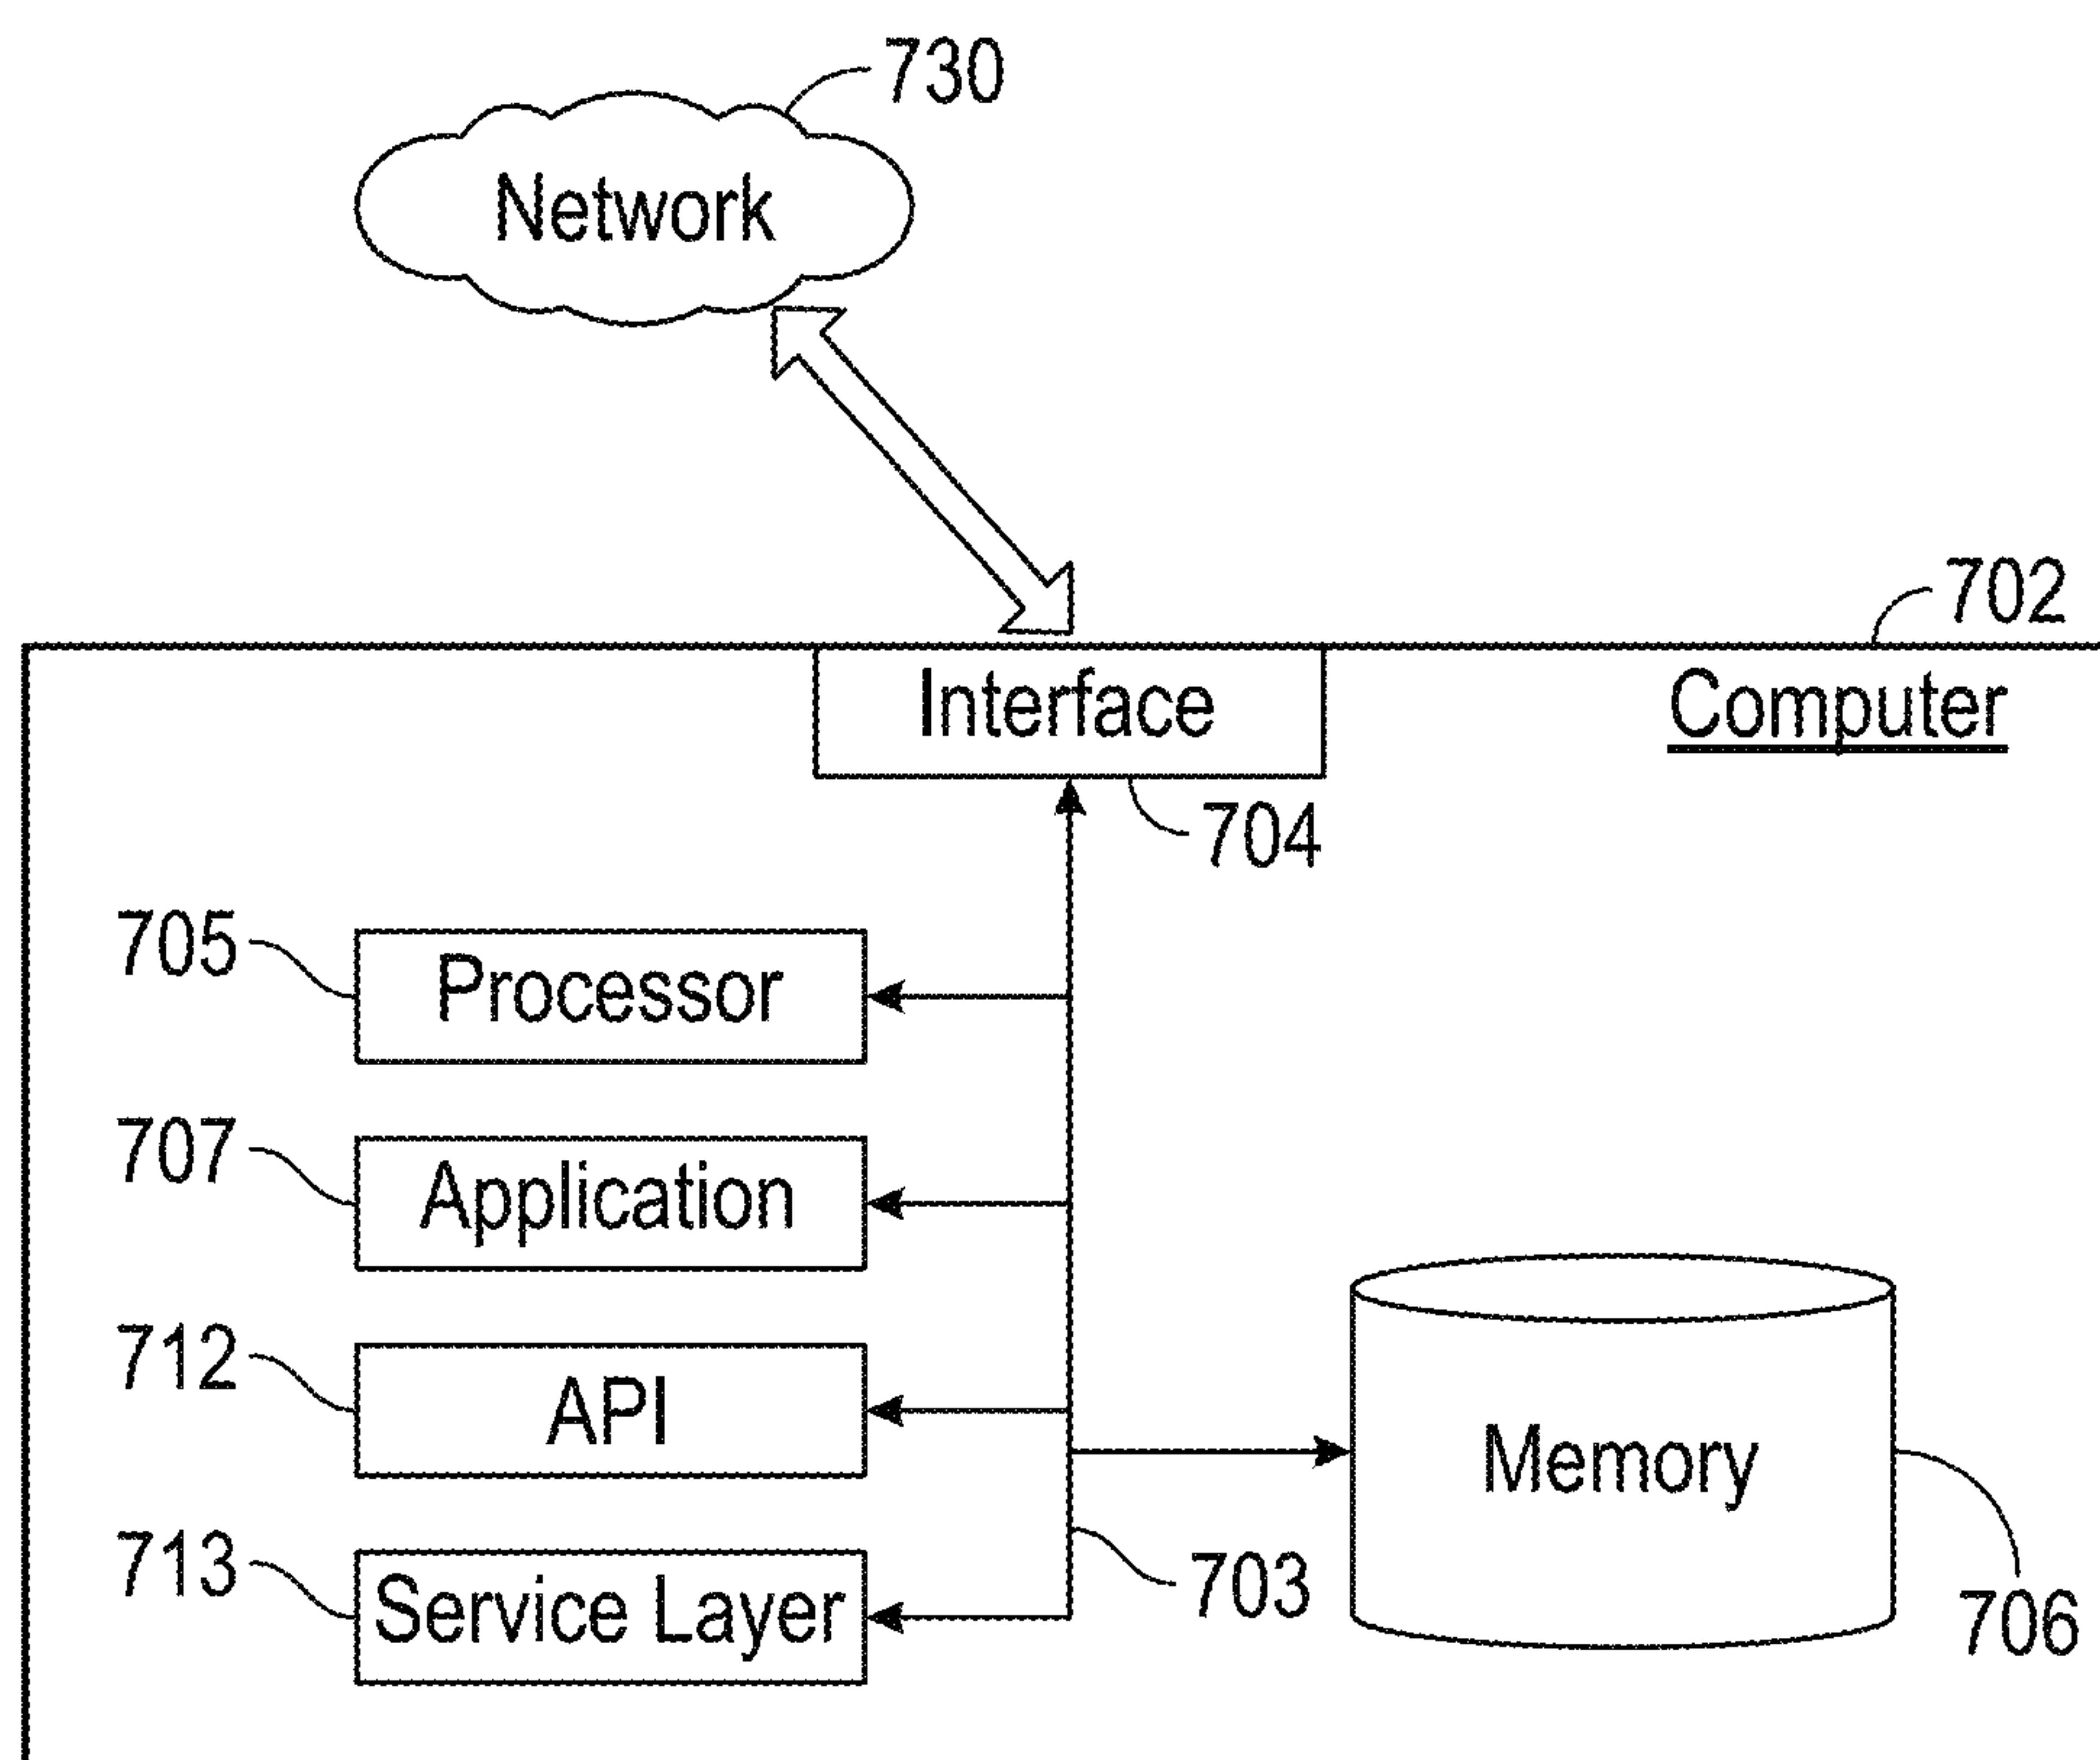 730
Network
702
Interface
Computer
704
705
Processor
707
Application
712
API
Memory
713
Service Layer
703
706